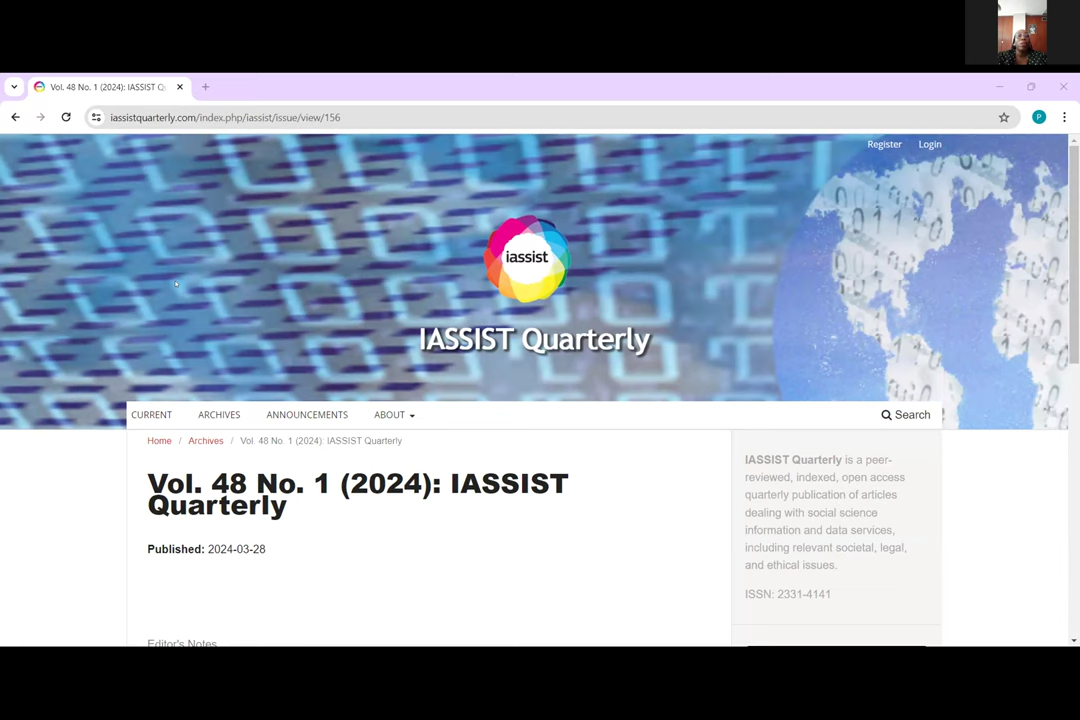 Vol. 48 No. 1 (2024): IASSIST Q
iassistquarterly.com/index.php/iassist/issue/view/156
P
Register Login
iassist
IASSIST Quarterly
CURRENT ARCHIVES ANNOUNCEMENTS ABOUT Search
Home / Archives / Vol. 48 No. 1 (2024): IASSIST Quarterly
Vol. 48 No. 1 (2024): IASSIST
Quarterly
Published: 2024-03-28
Editor's Notes
IASSIST Quarterly is a peer-
reviewed, indexed, open access
quarterly publication of articles
dealing with social science
information and data services,
including relevant societal, legal,
and ethical issues.
ISSN: 2331-4141